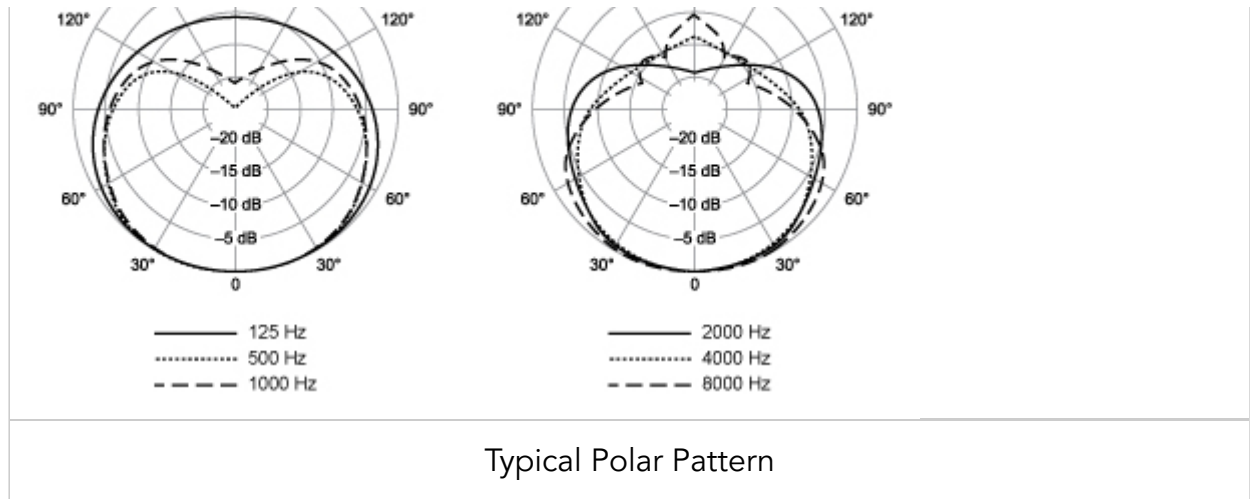 120° 120° 120° 120°
90° 90° 90° 90°
–20 dB –20 dB
–15 dB –15 dB
60° 60° 60° 60°
–10 dB –10 dB
–5 dB –5 dB
30° 30° 30° 30°
0 0
125 Hz 2000 Hz
500 Hz 4000 Hz
1000 Hz 8000 Hz
Typical Polar Pattern